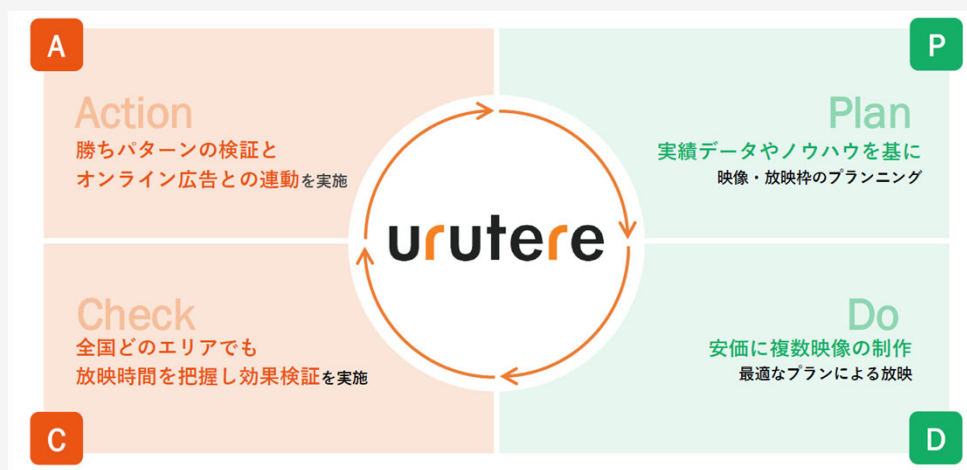 A
Action
勝ちパターンの検証と
オンライン広告との連動を実施
P
Plan
実績データやノウハウを基に
映像・放映枠のプランニング
urutere
C
Check
全国どのエリアでも
放映時間を把握し効果検証を実施
D
Do
安価に複数映像の制作
最適なプランによる放映